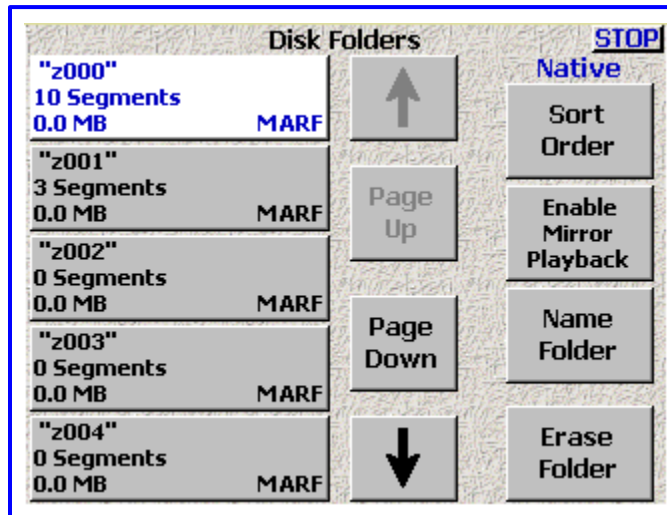 Disk Folders
STOP
"z000"
10 Segments
0.0 MB MARF
"z001"
3 Segments
0.0 MB MARF
"z002"
0 Segments
0.0 MB MARF
"z003"
0 Segments
0.0 MB MARF
"z004"
0 Segments
0.0 MB MARF
Page
Up
Page
Down
Native
Sort
Order
Enable
Mirror
Playback
Name
Folder
Erase
Folder